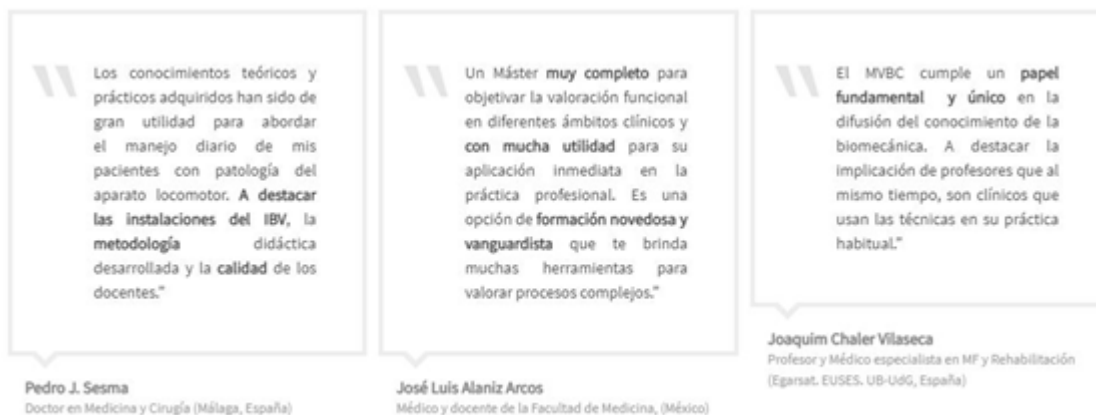 Los conocimientos teóricos y
prácticos adquiridos han sido de
gran utilidad para abordar
el manejo diario de mis
pacientes con patología del
aparato locomotor. A destacar
las instalaciones del IBV, la
metodología didáctica
desarrollada y la calidad de los
docentes."
Pedro J. Sesma
Doctor en Medicina y Cirugía (Málaga, España)
Un Máster muy completo para
objetivar la valoración funcional
en diferentes ámbitos clínicos y
con mucha utilidad para su
aplicación inmediata en la
práctica profesional. Es una
opción de formación novedosa y
vanguardista que te brinda
muchas herramientas para
valorar procesos complejos."
José Luis Alaniz Arcos
Médico y docente de la Facultad de Medicina, (México)
El MVBC cumple un papel
fundamental y único en la
difusión del conocimiento de la
biomecánica. A destacar la
implicación de profesores que al
mismo tiempo, son clínicos que
usan las técnicas en su práctica
habitual."
Joaquim Chaler Vilaseca
Profesor y Médico especialista en MF y Rehabilitación
(Egarsat. EUSES. UB-UdG, España)